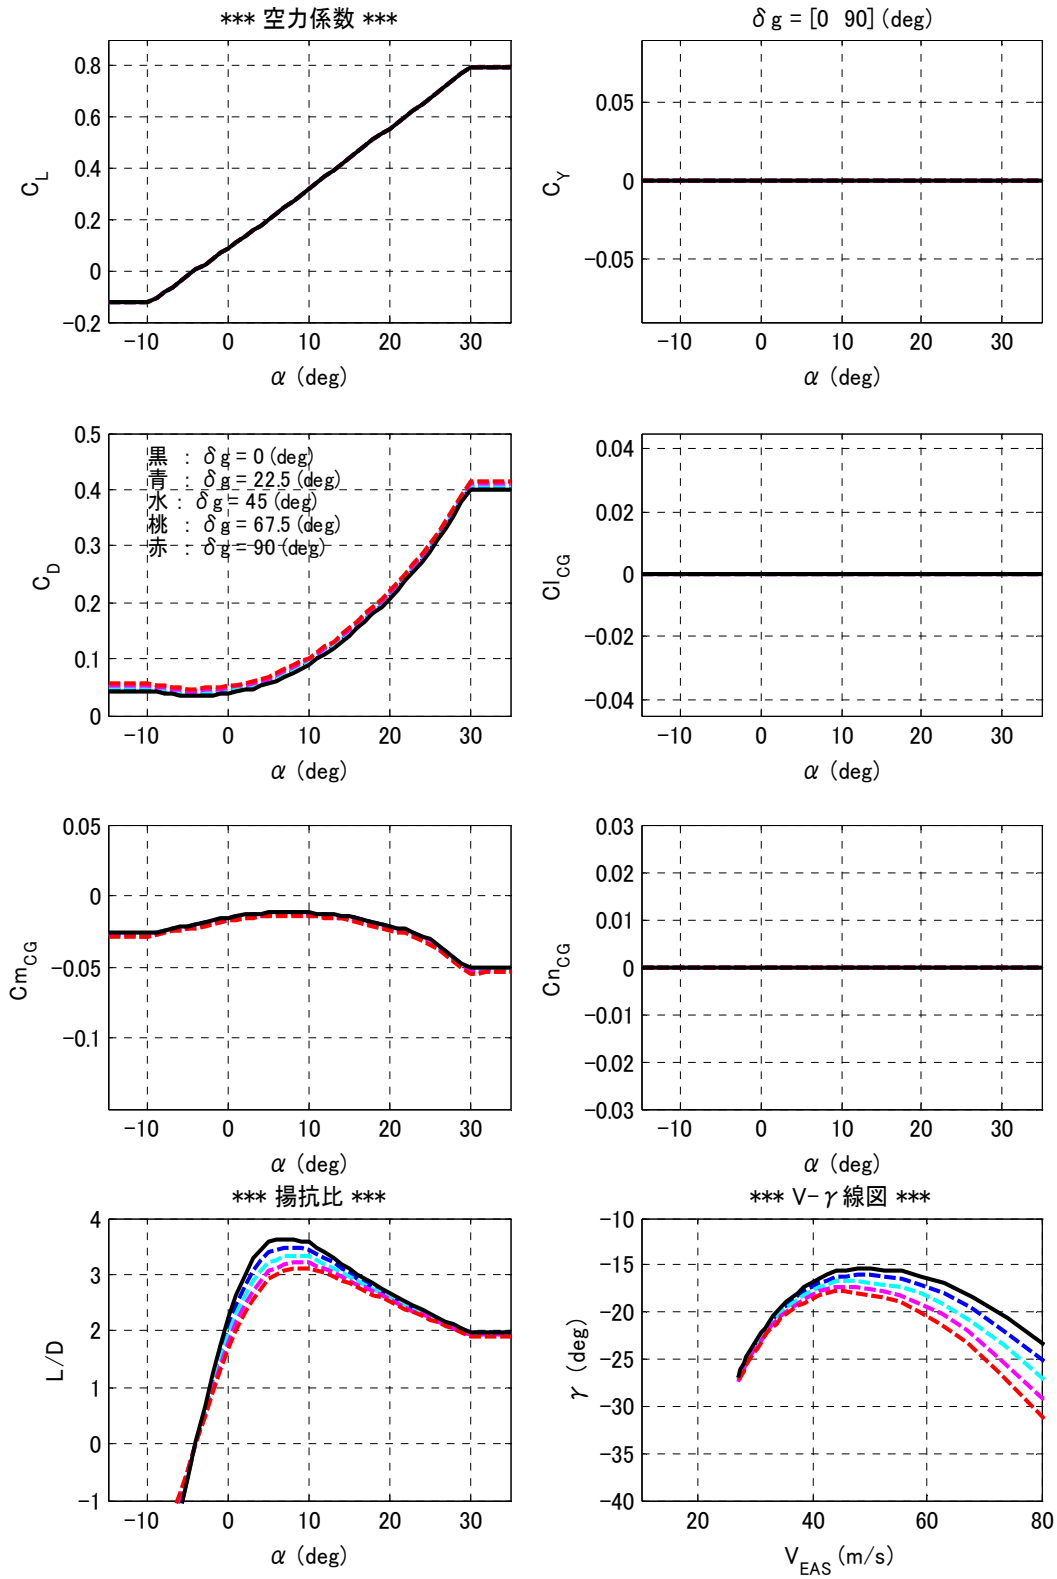 *** 空力係数 ***
0.8
0.6
0.4
0.2
0
−0.2
C_L
−10 0 10 20 30
α (deg)
δg = [0 90] (deg)
0.05
0
−0.05
C_Y
−10 0 10 20 30
α (deg)
0.5
0.4
0.3
0.2
0.1
0
C_D
黒 : δg = 0 (deg)
青 : δg = 22.5 (deg)
水 : δg = 45 (deg)
桃 : δg = 67.5 (deg)
赤 : δg = 90 (deg)
−10 0 10 20 30
α (deg)
0.04
0.02
0
−0.02
−0.04
Cl_CG
−10 0 10 20 30
α (deg)
0.05
0
−0.05
−0.1
Cm_CG
−10 0 10 20 30
α (deg)
0.03
0.02
0.01
0
−0.01
−0.02
−0.03
Cn_CG
−10 0 10 20 30
α (deg)
*** 揚抗比 ***
4
3
2
1
0
−1
L/D
−10 0 10 20 30
α (deg)
*** V−γ線図 ***
−10
−15
−20
−25
−30
−35
−40
γ (deg)
20 40 60 80
V_EAS (m/s)